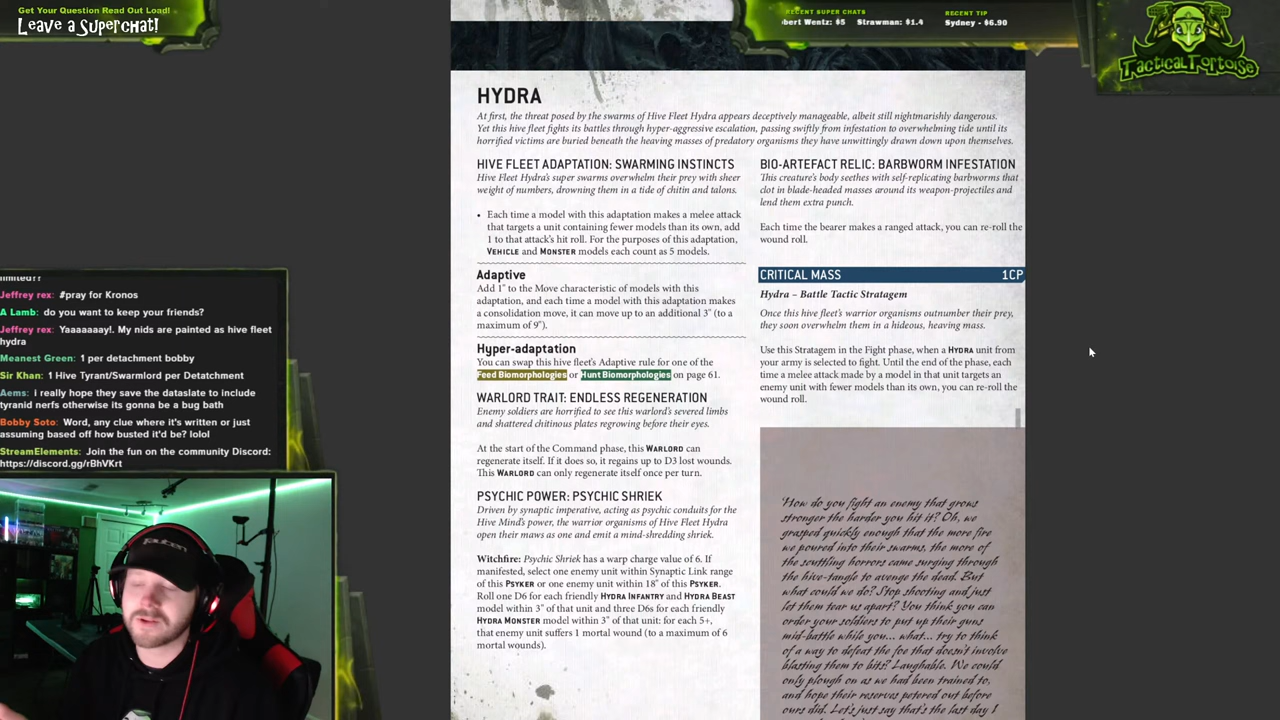 Get Your Question Read Out Load!
Leave a Superchat!
RECENT SUPER CHATS
bert Wentz: $5 Strawman: $1.4
RECENT TIP
Sydney - $6.90
TacticalTortoise
HYDRA
At first, the threat posed by the swarms of Hive Fleet Hydra appears deceptively manageable, albeit still nightmarishly dangerous.
Yet this hive fleet fights its battles through hyper-aggressive escalation, passing swiftly from infestation to overwhelming tide until its
horrified victims are buried beneath the heaving masses of predatory organisms they have unwittingly drawn down upon themselves.
HIVE FLEET ADAPTATION: SWARMING INSTINCTS
Hive Fleet Hydra's super swarms overwhelm their prey with sheer
weight of numbers, drowning them in a tide of chitin and talons.
• Each time a model with this adaptation makes a melee attack
that targets a unit containing fewer models than its own, add
1 to that attack's hit roll. For the purposes of this adaptation,
VEHICLE and MONSTER models each count as 5 models.
Adaptive
Add 1" to the Move characteristic of models with this
adaptation, and each time a model with this adaptation makes
a consolidation move, it can move up to an additional 3" (to a
maximum of 9").
Hyper-adaptation
You can swap this hive fleet's Adaptive rule for one of the
Feed Biomorphologies or Hunt Biomorphologies on page 61.
WARLORD TRAIT: ENDLESS REGENERATION
Enemy soldiers are horrified to see this warlord's severed limbs
and shattered chitinous plates regrowing before their eyes.
At the start of the Command phase, this WARLORD can
regenerate itself. If it does so, it regains up to D3 lost wounds.
This WARLORD can only regenerate itself once per turn.
PSYCHIC POWER: PSYCHIC SHRIEK
Driven by synaptic imperative, acting as psychic conduits for the
Hive Mind's power, the warrior organisms of Hive Fleet Hydra
open their maws as one and emit a mind-shredding shriek.
Witchfire: Psychic Shriek has a warp charge value of 6. If
manifested, select one enemy unit within Synaptic Link range
of this PSYKER or one enemy unit within 18" of this PSYKER.
Roll one D6 for each friendly HYDRA INFANTRY and HYDRA BEAST
model within 3" of that unit and three D6s for each friendly
HYDRA MONSTER model within 3" of that unit: for each 5+,
that enemy unit suffers 1 mortal wound (to a maximum of 6
mortal wounds).
BIO-ARTEFACT RELIC: BARBWORM INFESTATION
This creature's body seethes with self-replicating barbworms that
clot in blade-headed masses around its weapon-projectiles and
lend them extra punch.
Each time the bearer makes a ranged attack, you can re-roll the
wound roll.
CRITICAL MASS 1CP
Hydra – Battle Tactic Stratagem
Once this hive fleet's warrior organisms outnumber their prey,
they soon overwhelm them in a hideous, heaving mass.
Use this Stratagem in the Fight phase, when a HYDRA unit from
your army is selected to fight. Until the end of the phase, each
time a melee attack made by a model in that unit targets an
enemy unit with fewer models than its own, you can re-roll the
wound roll.
'How do you fight an enemy that grows
stronger the harder you hit it? Oh, we
grasped quickly enough that the more fire
we poured into their swarms, the more of
the scuttling horrors came surging through
the hive-tangle to avenge the dead. But
what could we do? Stop shooting and just
let them tear us apart? You think you can
order your soldiers to put up their guns
mid-battle while you... what... try to think
of a way to defeat the foe that doesn't involve
blasting them to bits? Laughable. We could
only plough on as we had been trained to,
and hope their reserves petered out before
ours did. Let's just say that's the last day I
limited??
Jeffrey rex: #pray for Kronos
A Lamb: do you want to keep your friends?
Jeffrey rex: Yaaaaaaay!. My nids are painted as hive fleet
hydra
Meanest Green: 1 per detachment bobby
Sir Khan: 1 Hive Tyrant/Swarmlord per Detachment
Aems: i really hope they save the dataslate to include
tyranid nerfs otherwise its gonna be a bug bath
Bobby Soto: Word, any clue where it's written or just
assuming based off how busted it'd be? lolol
StreamElements: Join the fun on the community Discord:
https://discord.gg/rBhVKrt